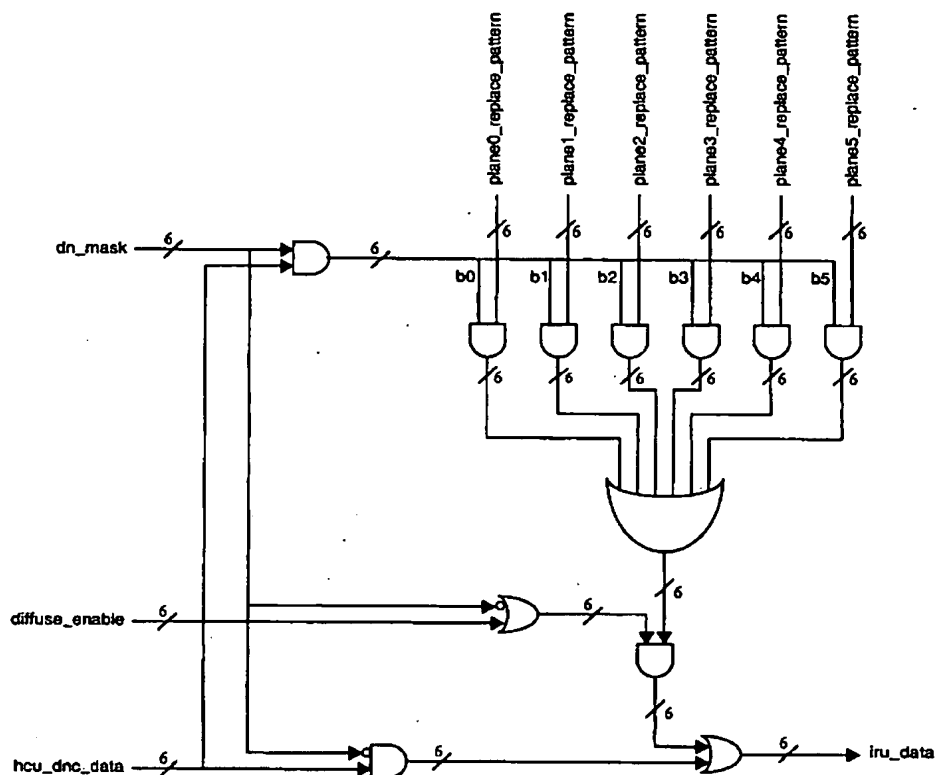 plane0_replace_pattern
plane1_replace_pattern
plane2_replace_pattern
plane3_replace_pattern
plane4_replace_pattern
plane5_replace_pattern
6 6 6 6 6 6
dn_mask 6 6
b0 b1 b2 b3 b4 b5
6 6 6 6 6 6
6
diffuse_enable 6 6
6
hcu_dnc_data 6 6 6 iru_data